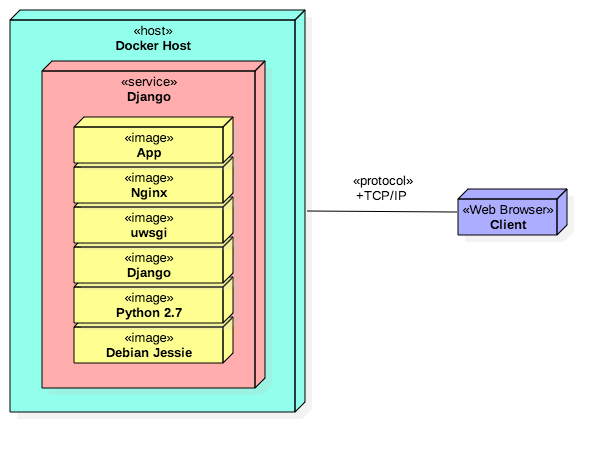 «host»
Docker Host
«service»
Django
«image»
App
«image»
Nginx
«image»
uwsgi
«image»
Django
«image»
Python 2.7
«image»
Debian Jessie
«protocol»
+TCP/IP
«Web Browser»
Client